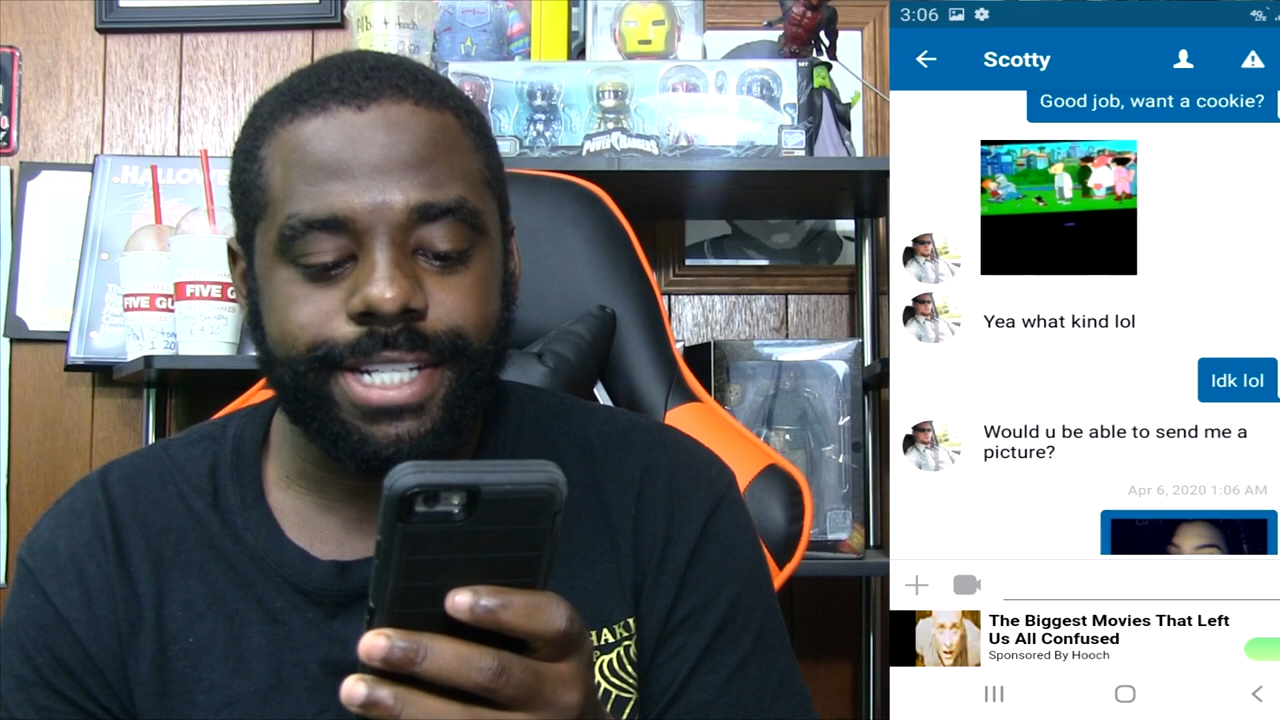 3:06
Scotty
Good job, want a cookie?
Yea what kind lol
Idk lol
Would u be able to send me a
picture?
Apr 6, 2020 1:06 AM
The Biggest Movies That Left
Us All Confused
Sponsored By Hooch
.HALLOWE
FIVE GU
FIVE G
POWER RANGERS
HAKI